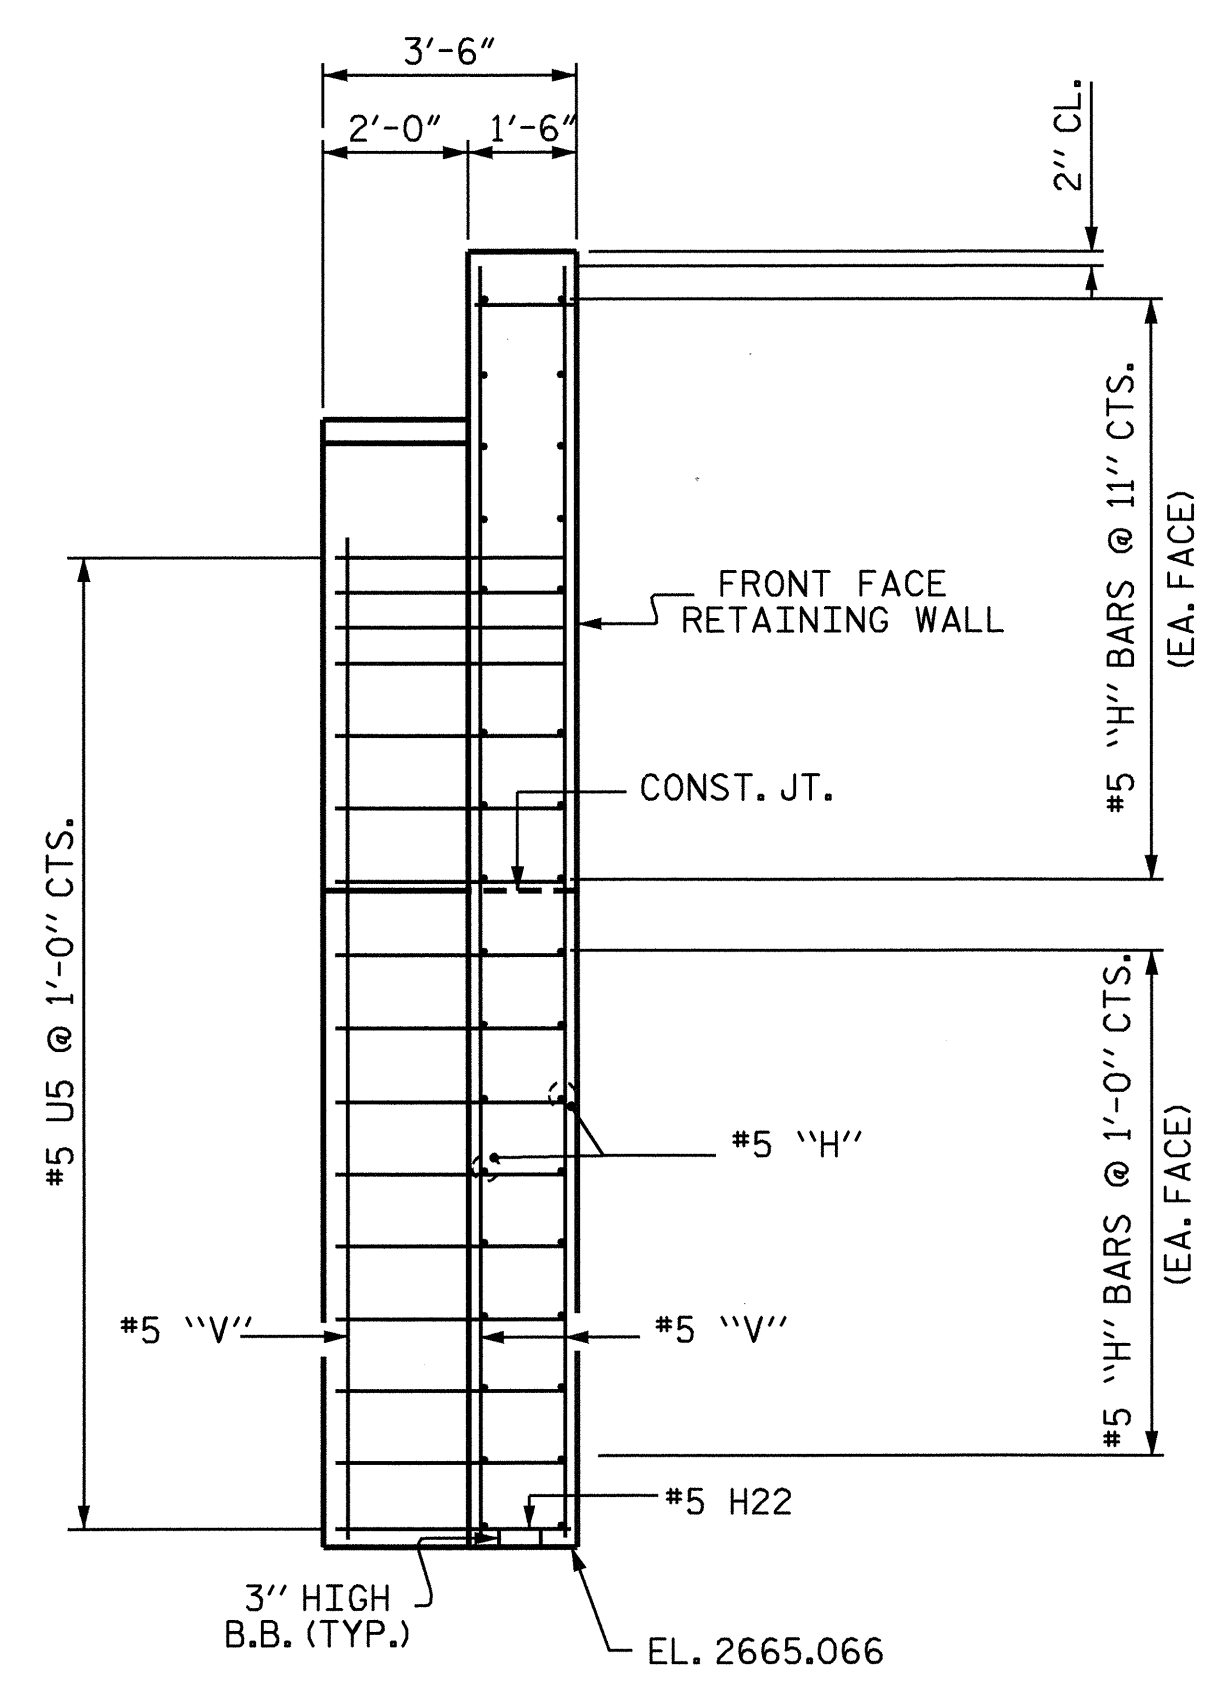 3'-6"
2'-0"
1'-6"
2" CL.
#5 "H" BARS @ 11" CTS.
(EA. FACE)
FRONT FACE
RETAINING WALL
CONST. JT.
#5 U5 @ 1'-0" CTS.
#5 "H" BARS @ 1'-0" CTS.
(EA. FACE)
#5 "H"
#5 "V"
#5 "V"
#5 H22
3" HIGH
B.B. (TYP.)
EL. 2665.066